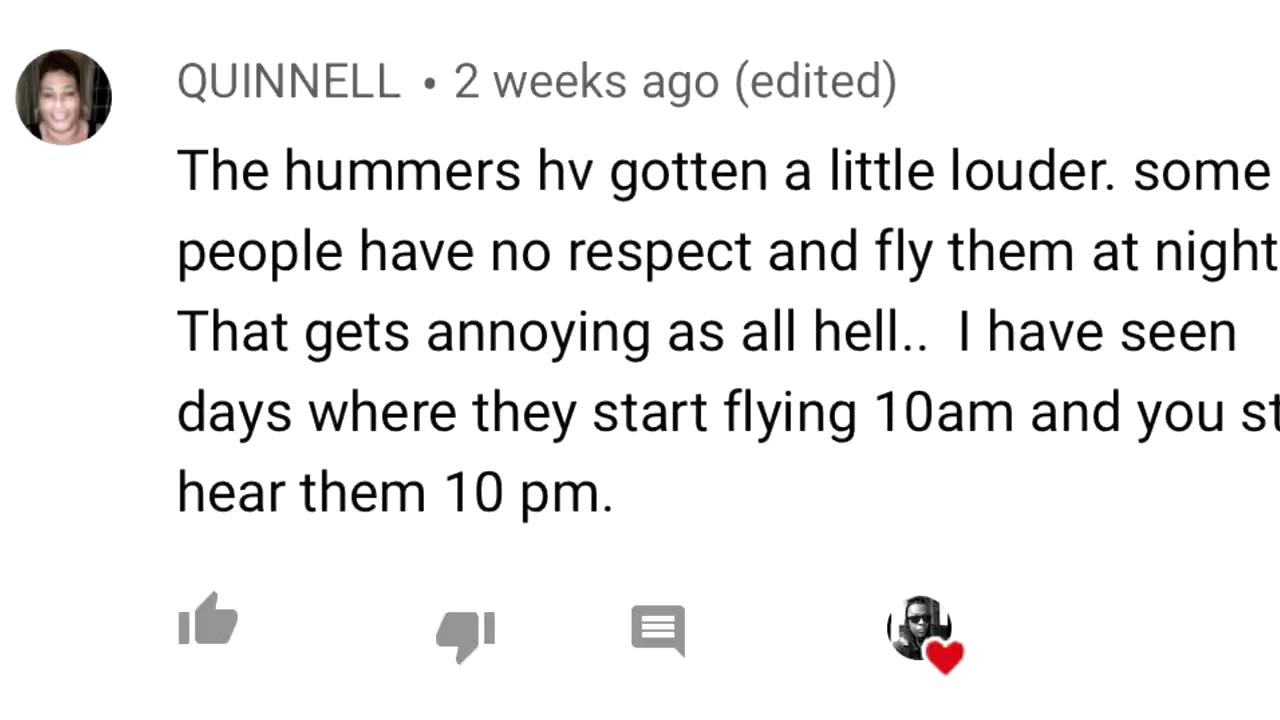 QUINNELL • 2 weeks ago (edited)
The hummers hv gotten a little louder. some
people have no respect and fly them at night
That gets annoying as all hell.. I have seen
days where they start flying 10am and you
hear them 10 pm.